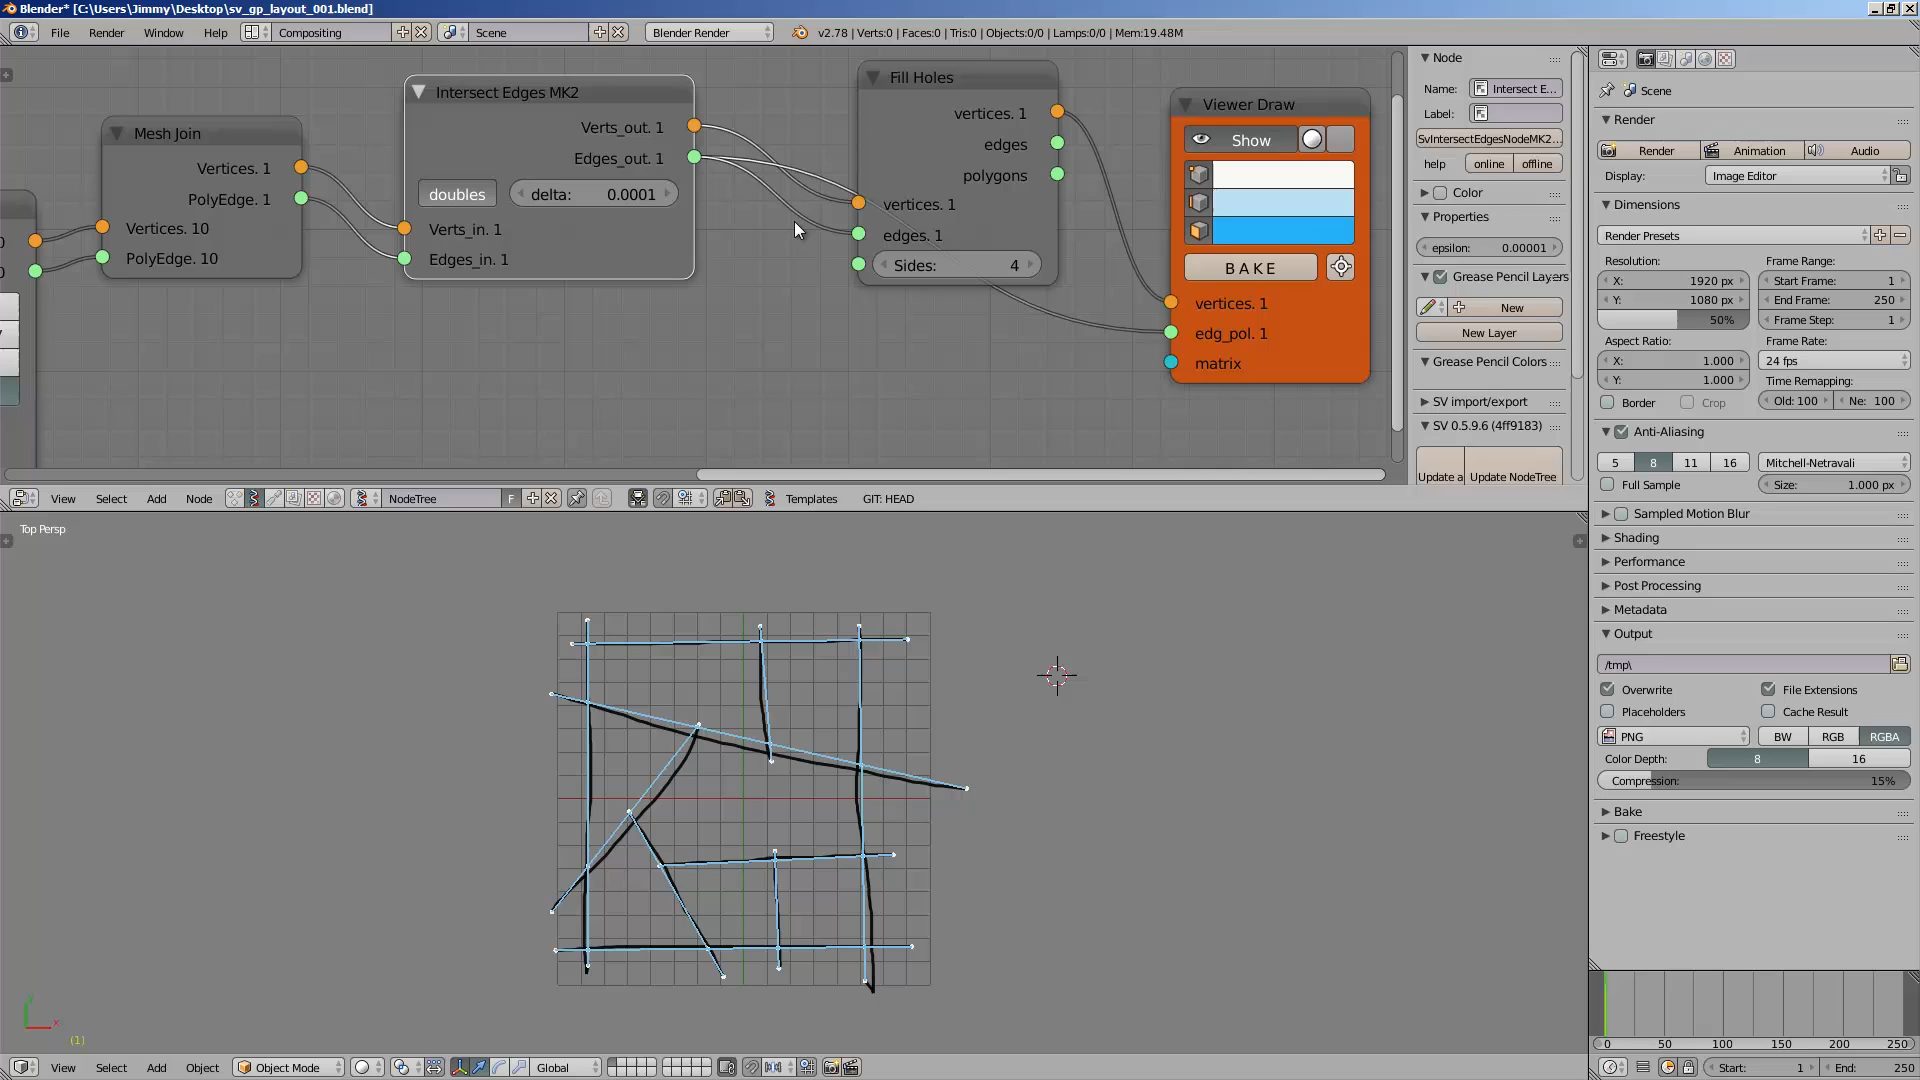 Blender* [C:\Users\Jimmy\Desktop\sv_gp_layout_001.blend]
File Render Window Help Compositing Scene Blender Render v2.78 | Verts:0 | Faces:0 | Tris:0 | Objects:0/0 | Lamps:0/0 | Mem:19.48M
Mesh Join
Vertices. 1
PolyEdge. 1
Vertices. 10
PolyEdge. 10
Intersect Edges MK2
Verts_out. 1
Edges_out. 1
doubles delta: 0.0001
Verts_in. 1
Edges_in. 1
Fill Holes
vertices. 1
edges
polygons
vertices. 1
edges. 1
Sides: 4
Viewer Draw
Show
BAKE
vertices. 1
edg_pol. 1
matrix
Node
Name: Intersect E...
Label:
SvIntersectEdgesNodeMK2...
help online offline
Color
Properties
epsilon: 0.00001
Grease Pencil Layers
New
New Layer
Grease Pencil Colors
SV import/export
SV 0.5.9.6 (4ff9183)
Update a Update NodeTree
View Select Add Node NodeTree F Templates GIT: HEAD
Top Persp
y
x
(1)
View Select Add Object Object Mode Global
Scene
Render
Render Animation Audio
Display: Image Editor
Dimensions
Render Presets
Resolution: Frame Range:
X: 1920 px Start Frame: 1
Y: 1080 px End Frame: 250
50% Frame Step: 1
Aspect Ratio: Frame Rate:
X: 1.000 24 fps
Y: 1.000 Time Remapping:
Border Crop Old: 100 Ne: 100
Anti-Aliasing
5 8 11 16 Mitchell-Netravali
Full Sample Size: 1.000 px
Sampled Motion Blur
Shading
Performance
Post Processing
Metadata
Output
/tmp\
Overwrite File Extensions
Placeholders Cache Result
PNG BW RGB RGBA
Color Depth: 8 16
Compression: 15%
Bake
Freestyle
0 50 100 150 200 250
Start: 1 End: 250